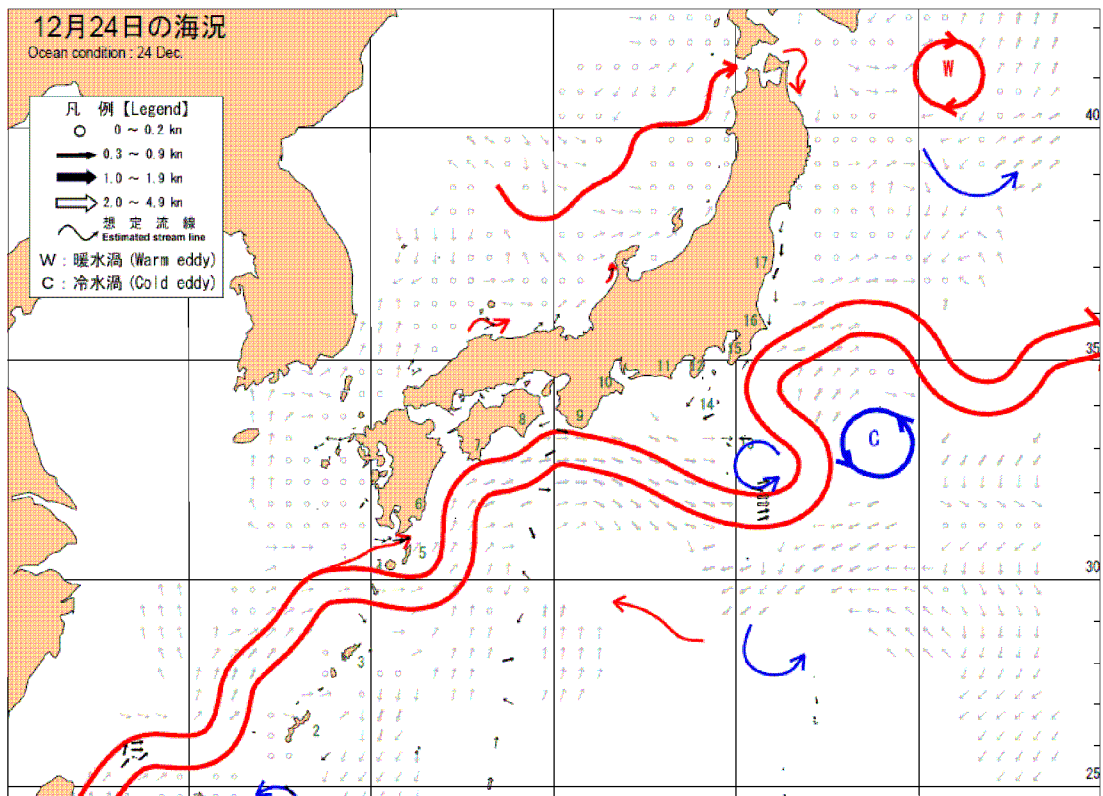 12月24日の海況
Ocean condition : 24 Dec.
凡 例【Legend】
0 ~ 0.2 kn
0.3 ~ 0.9 kn
1.0 ~ 1.9 kn
2.0 ~ 4.9 kn
想 定 流 線
Estimated stream line
W : 暖水渦 (Warm eddy)
C : 冷水渦 (Cold eddy)
W
40
17
16
15
35
12
11
10
14
9
8
7
C
6
5
30
3
2
25